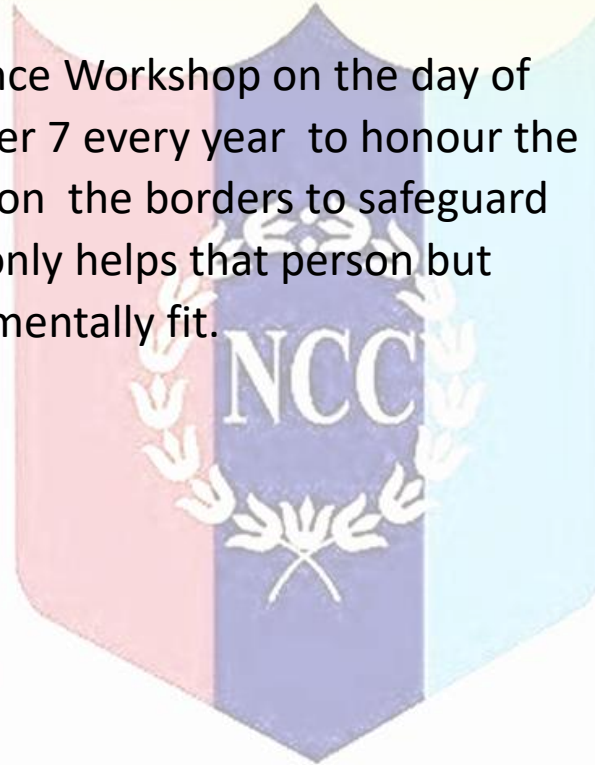 nce Workshop on the day of
er 7 every year  to honour the
on  the borders to safeguard
only helps that person but
mentally fit.
NCC